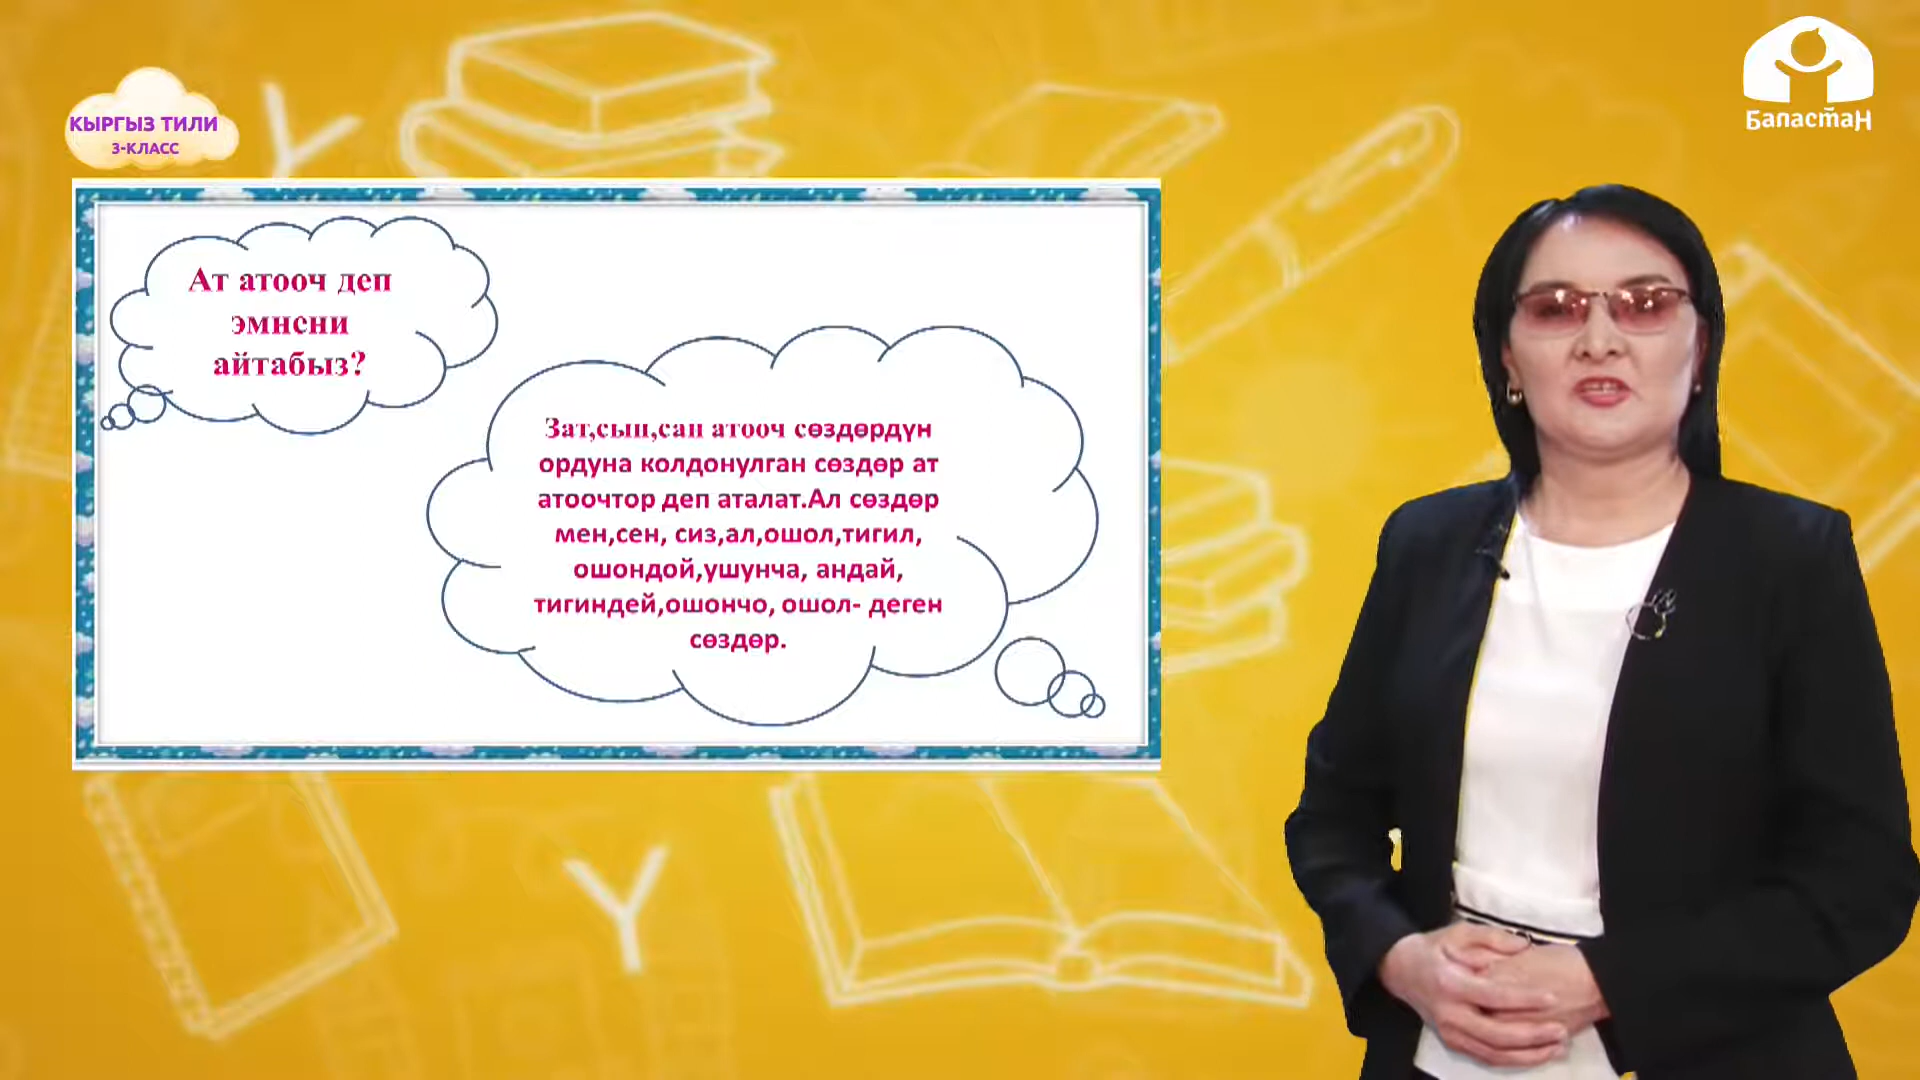 КЫРГЫЗ ТИЛИ
3-КЛАСС
Баластан
Ат атооч деп
эмнени
айтабыз?
Зат,сын,сан атооч сөздөрдүн
ордуна колдонулган сөздөр ат
атоочтор деп аталат.Ал сөздөр
мен,сен, сиз,ал,ошол,тигил,
ошондой,ушунча, андай,
тигиндей,ошончо, ошол- деген
сөздөр.